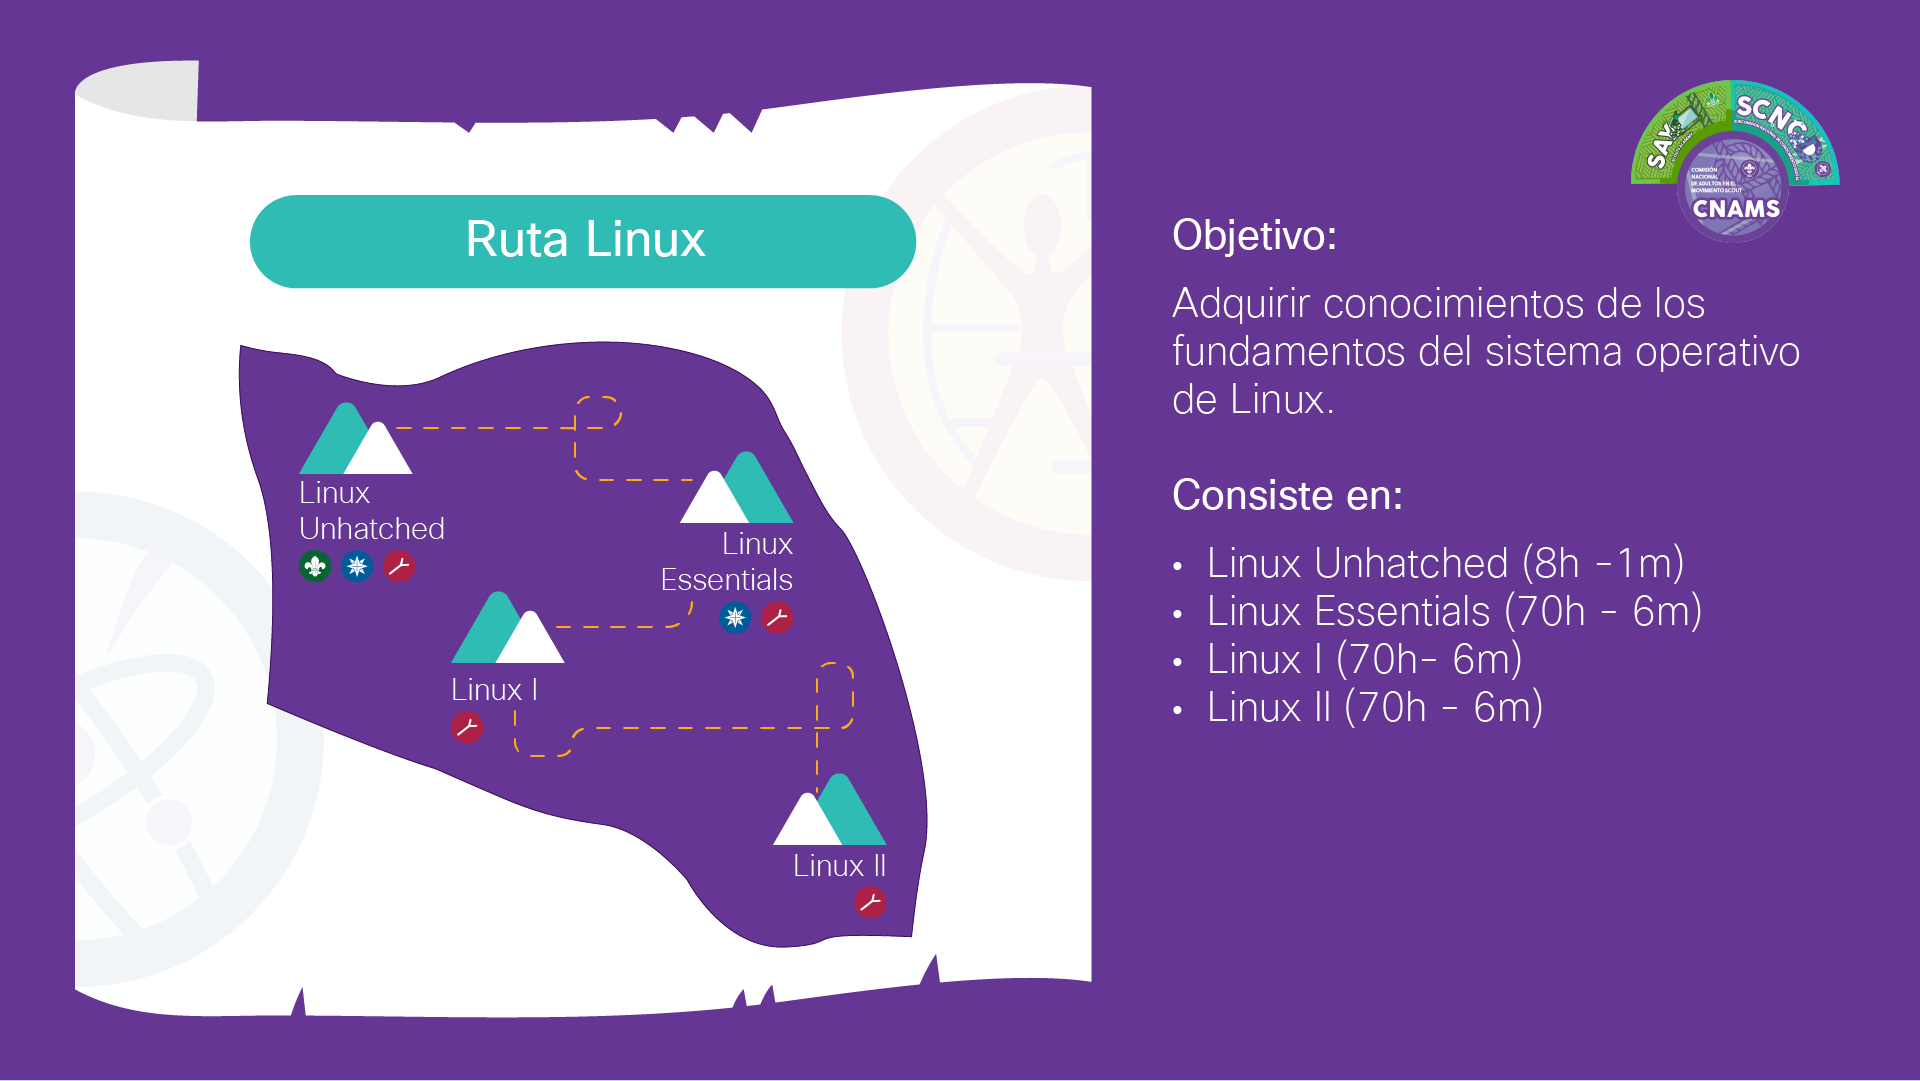 Ruta Linux
Linux
Unhatched
Linux
Essentials
Linux I
Linux II
SAY
SCNC
COMISIÓN
NACIONAL
DE ADULTOS EN EL
MOVIMIENTO SCOUT
CNAMS
Objetivo:
Adquirir conocimientos de los
fundamentos del sistema operativo
de Linux.
Consiste en:
• Linux Unhatched (8h -1m)
• Linux Essentials (70h - 6m)
• Linux I (70h- 6m)
• Linux II (70h - 6m)